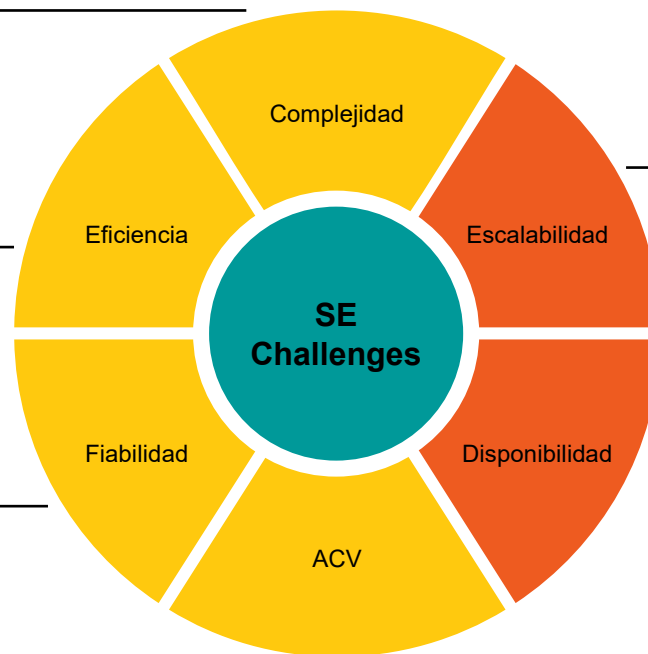 Complejidad
Eficiencia
Escalabilidad
SE
Challenges
Fiabilidad
Disponibilidad
ACV